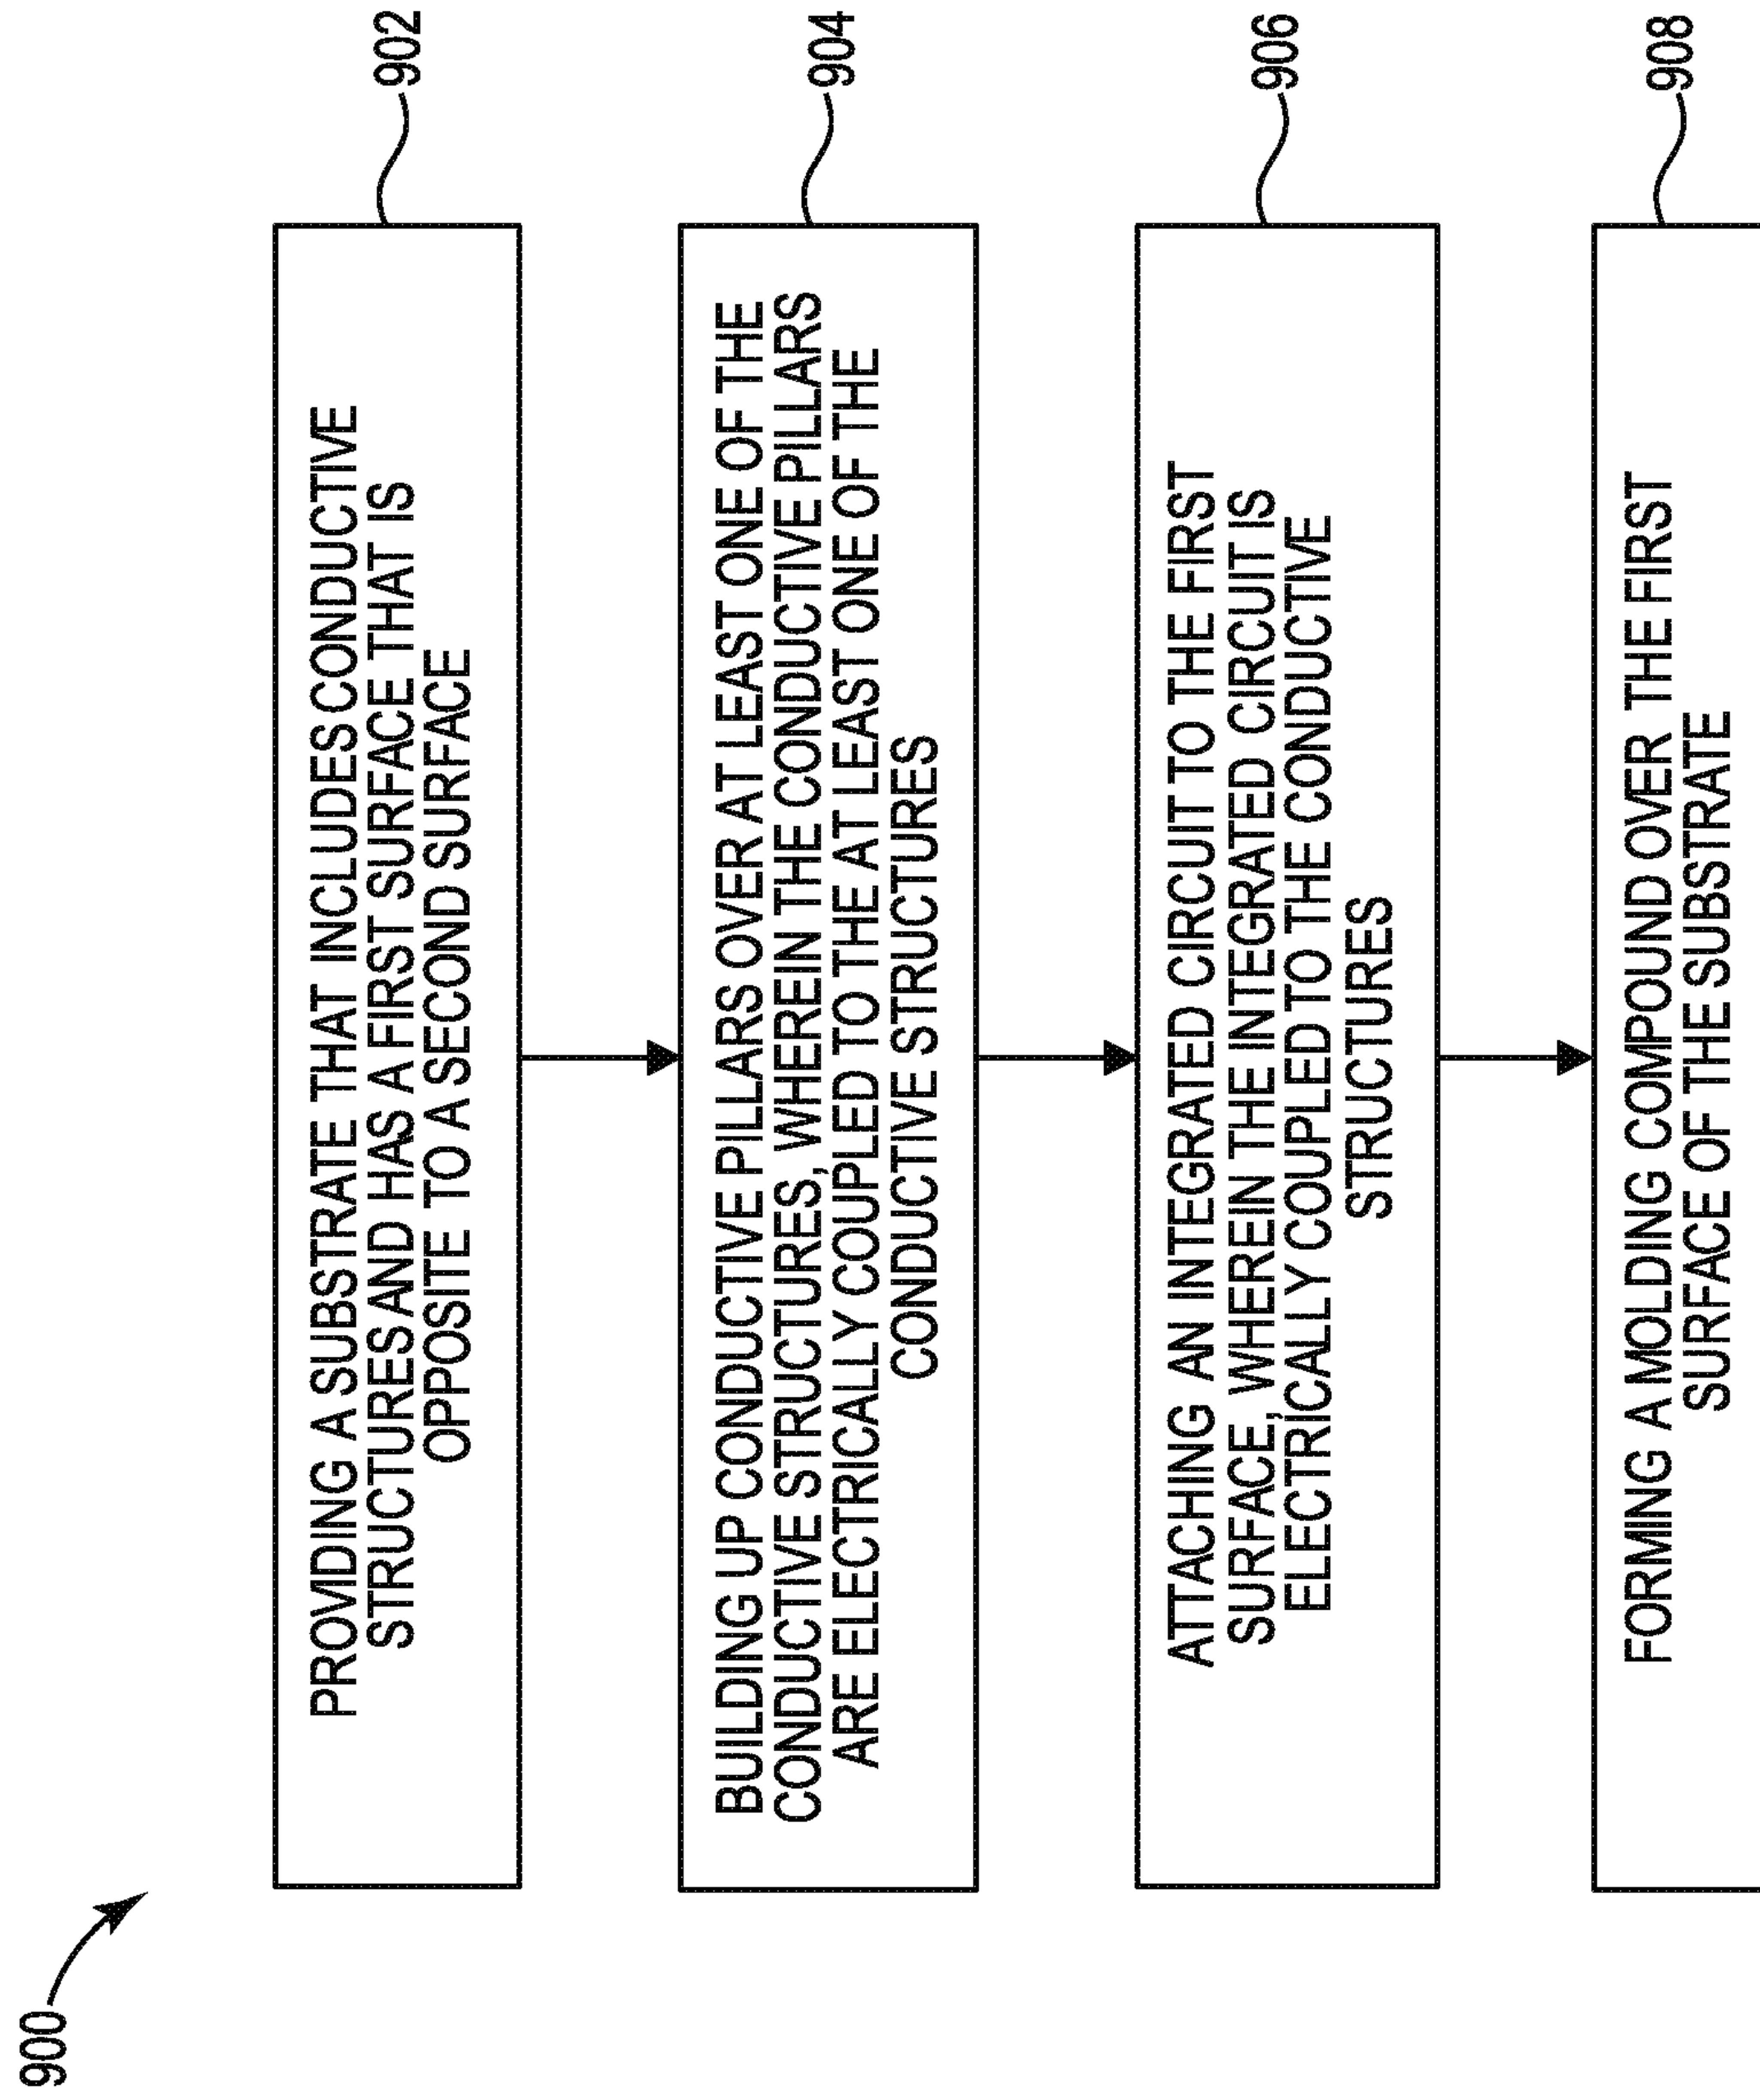 900
PROVIDING A SUBSTRATE THAT INCLUDES CONDUCTIVE
STRUCTURES AND HAS A FIRST SURFACE THAT IS
OPPOSITE TO A SECOND SURFACE
902
BUILDING UP CONDUCTIVE PILLARS OVER AT LEAST ONE OF THE
CONDUCTIVE STRUCTURES, WHEREIN THE CONDUCTIVE PILLARS
ARE ELECTRICALLY COUPLED TO THE AT LEAST ONE OF THE
CONDUCTIVE STRUCTURES
904
ATTACHING AN INTEGRATED CIRCUIT TO THE FIRST
SURFACE, WHEREIN THE INTEGRATED CIRCUIT IS
ELECTRICALLY COUPLED TO THE CONDUCTIVE
STRUCTURES
906
FORMING A MOLDING COMPOUND OVER THE FIRST
SURFACE OF THE SUBSTRATE
908